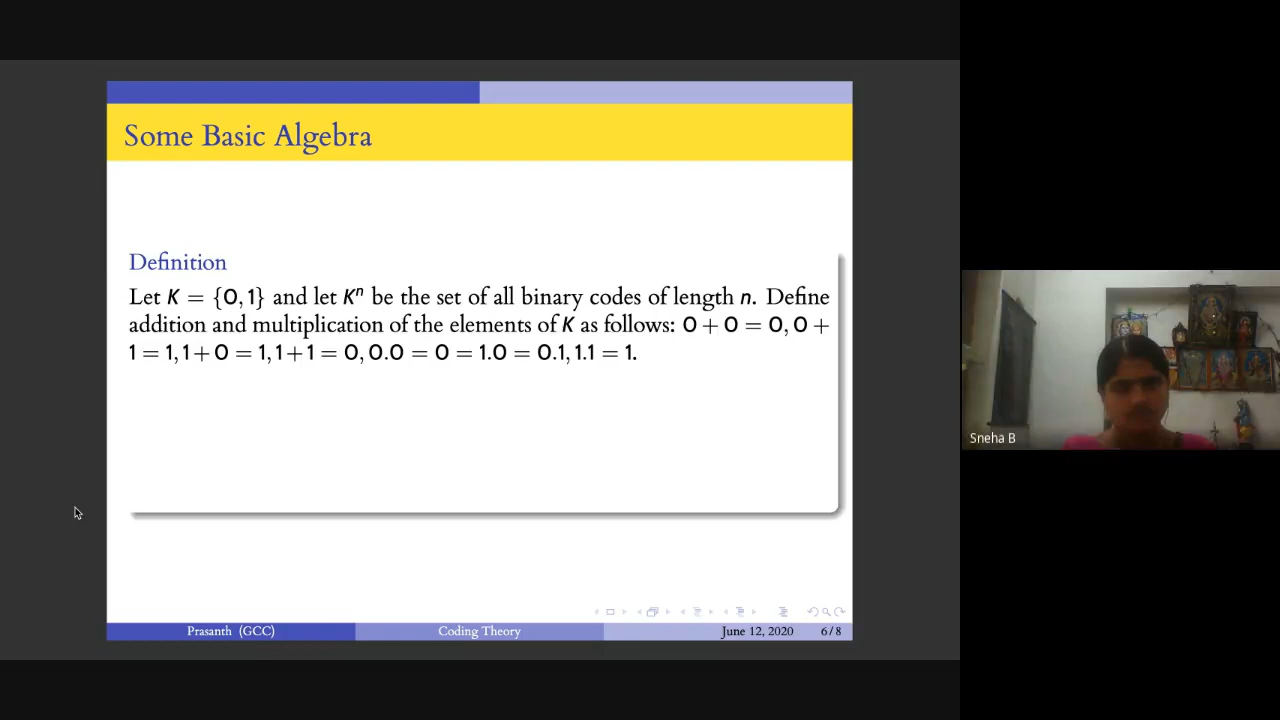 Some Basic Algebra
Definition
Let K = {0, 1} and let Kⁿ be the set of all binary codes of length n. Define
addition and multiplication of the elements of K as follows: 0 + 0 = 0, 0 +
1 = 1, 1 + 0 = 1, 1 + 1 = 0, 0.0 = 0 = 1.0 = 0.1, 1.1 = 1.
Sneha B
Prasanth (GCC) Coding Theory June 12, 2020 6/8